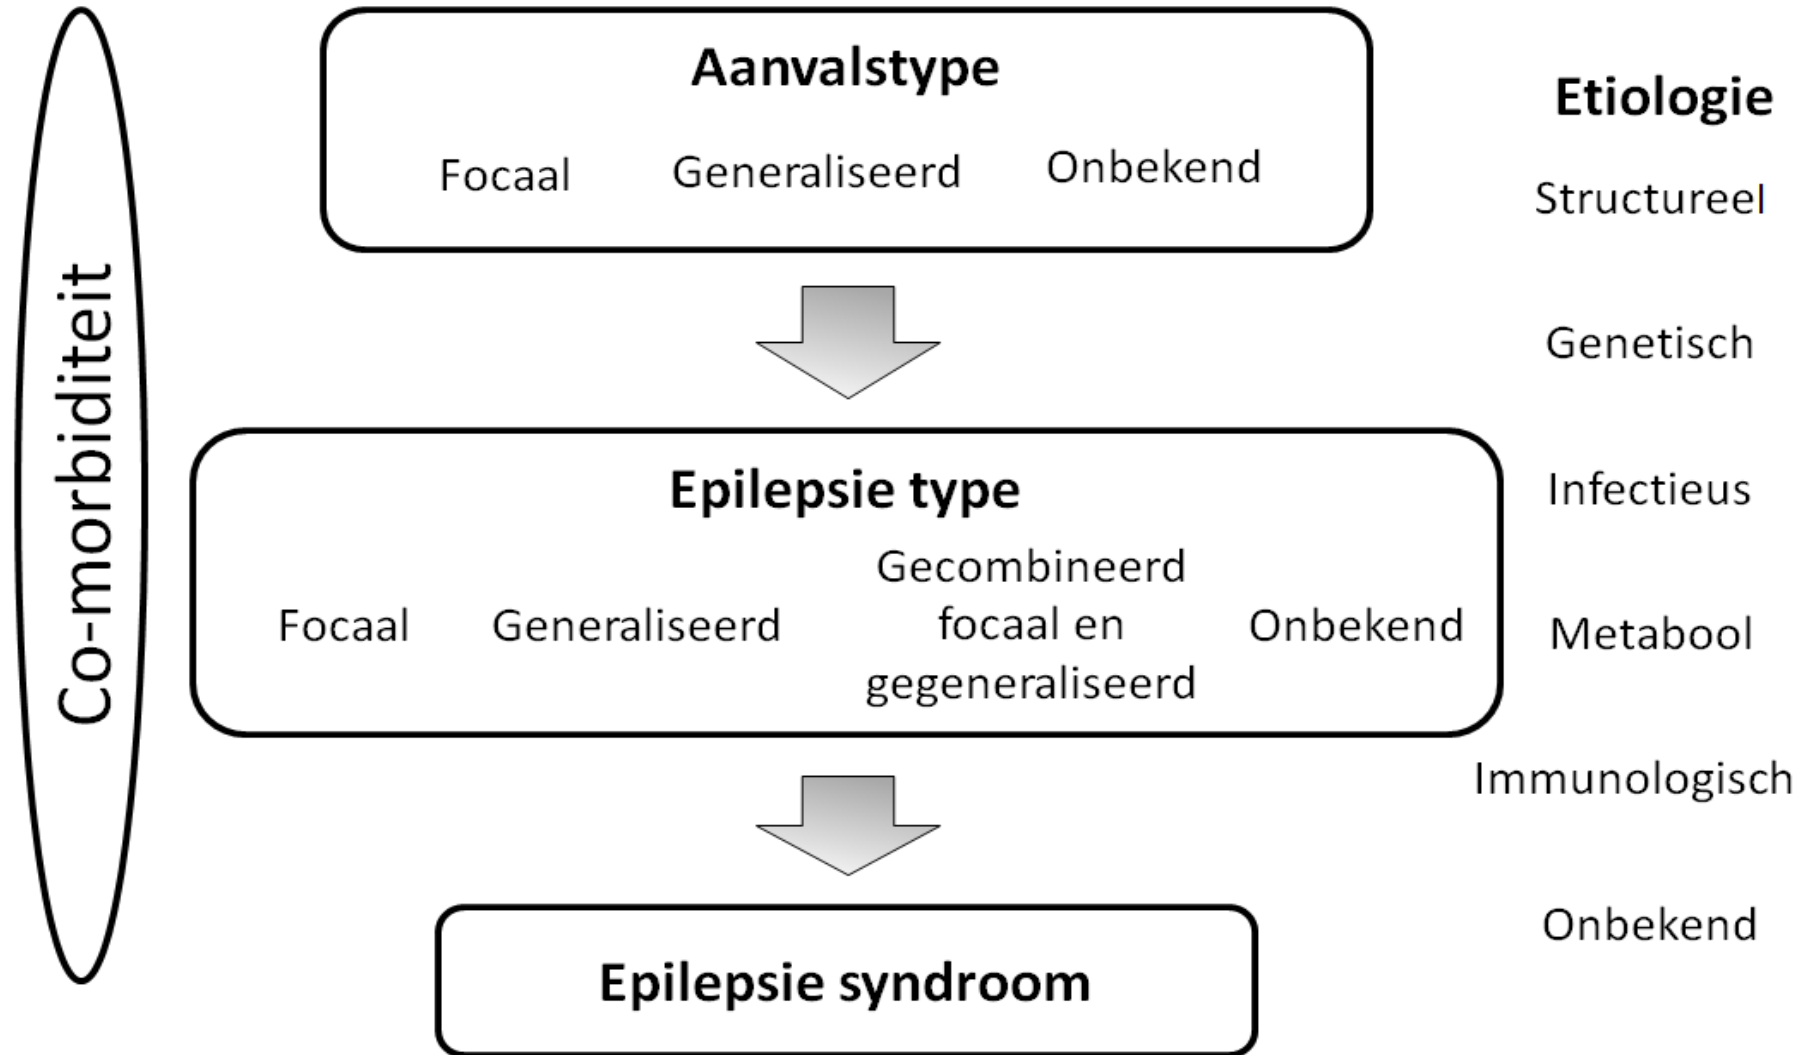 Co-morbiditeit
Aanvalstype
Focaal Generaliseerd Onbekend
Epilepsie type
Focaal Generaliseerd Gecombineerd
focaal en
gegeneraliseerd Onbekend
Epilepsie syndroom
Etiologie
Structureel
Genetisch
Infectieus
Metabool
Immunologisch
Onbekend